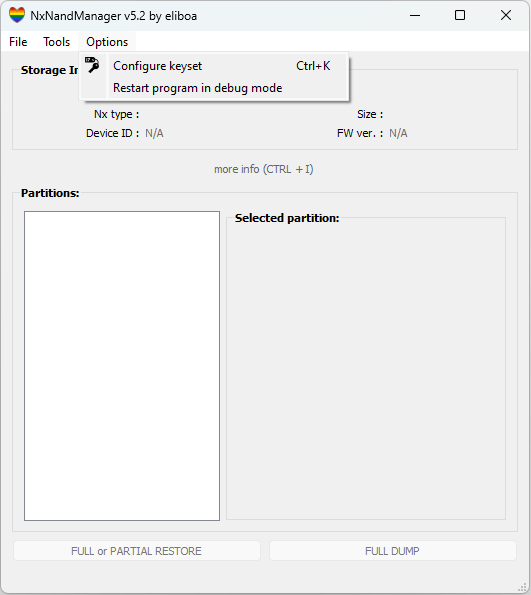 NxNandManager v5.2 by eliboa
File Tools Options
Storage In
Configure keyset Ctrl+K
Restart program in debug mode
Nx type : Size :
Device ID : N/A FW ver. : N/A
more info (CTRL + I)
Partitions:
Selected partition:
FULL or PARTIAL RESTORE FULL DUMP